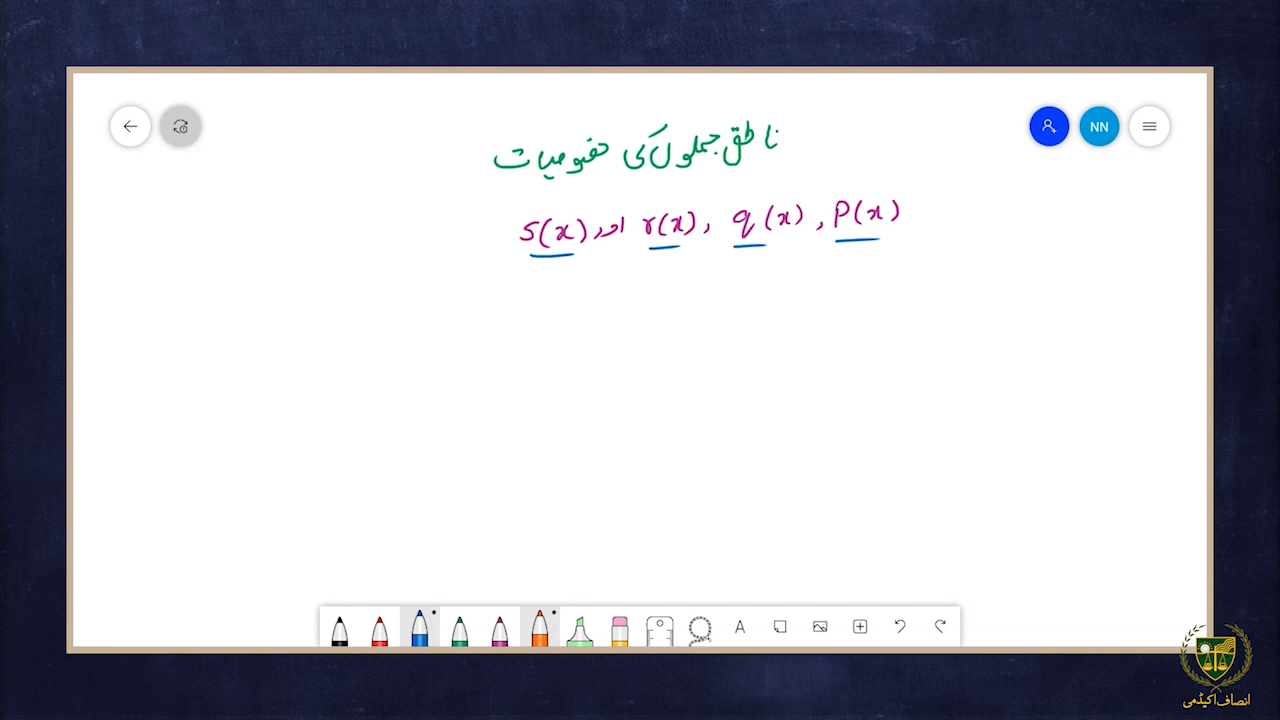 NN
ناطق جملوں کی خصوصیات
P(x) , q(x) , r(x) اور S(x)
A
انصاف اکیڈمی